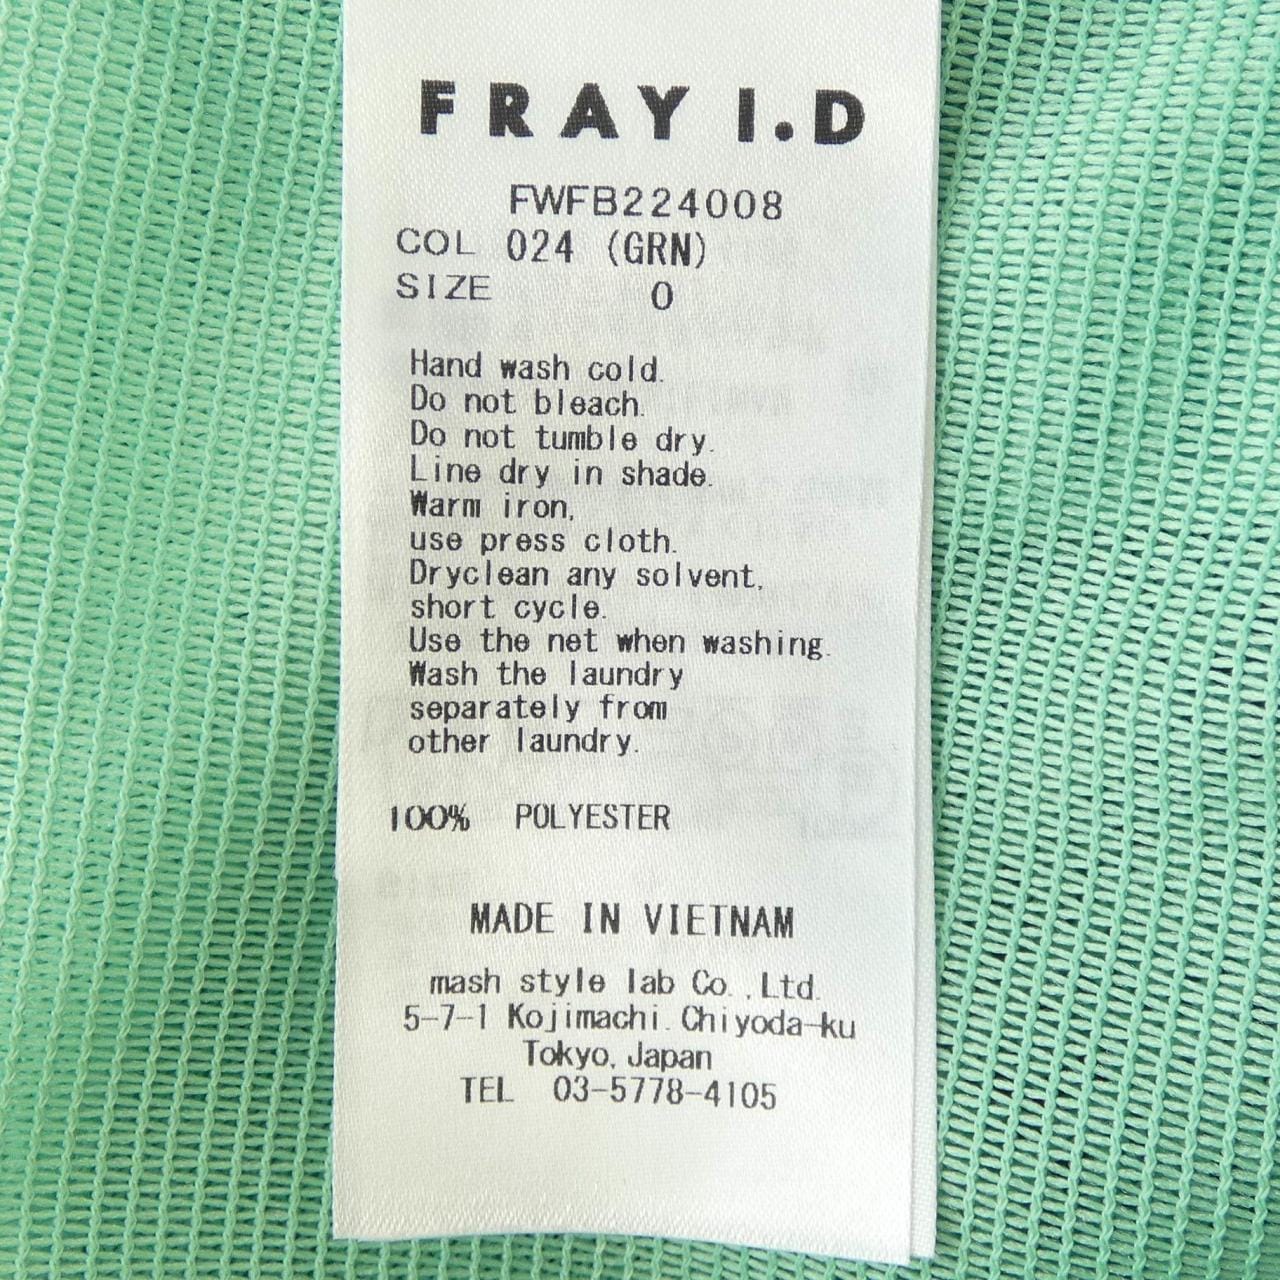 FRAY I.D
FWFB224008
COL 024 (GRN)
SIZE 0
Hand wash cold.
Do not bleach.
Do not tumble dry.
Line dry in shade.
Warm iron,
use press cloth.
Dryclean any solvent,
short cycle.
Use the net when washing.
Wash the laundry
separately from
other laundry.
100% POLYESTER
MADE IN VIETNAM
mash style lab Co.,Ltd.
5-7-1 Kojimachi.Chiyoda-ku
Tokyo,Japan
TEL 03-5778-4105